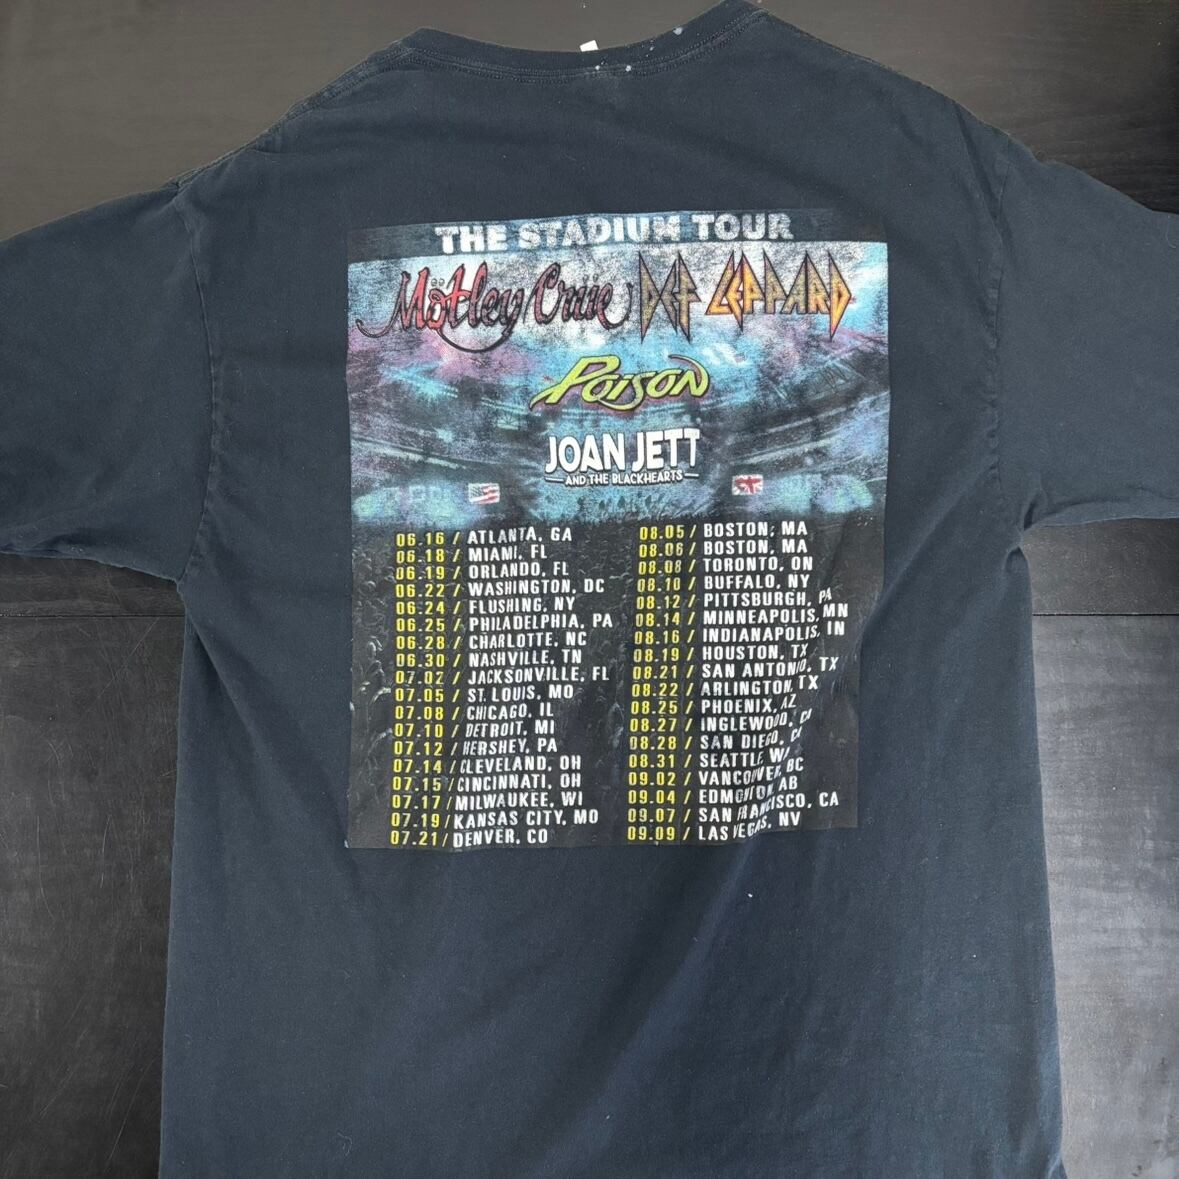 THE STADIUM TOUR
Mötley Crüe DEF LEPPARD
POISON
JOAN JETT
AND THE BLACKHEARTS
06.16 / ATLANTA, GA
06.18 / MIAMI, FL
06.19 / ORLANDO, FL
06.22 / WASHINGTON, DC
06.24 / FLUSHING, NY
06.25 / PHILADELPHIA, PA
06.28 / CHARLOTTE, NC
06.30 / NASHVILLE, TN
07.02 / JACKSONVILLE, FL
07.05 / ST. LOUIS, MO
07.08 / CHICAGO, IL
07.10 / DETROIT, MI
07.12 / HERSHEY, PA
07.14 / CLEVELAND, OH
07.15 / CINCINNATI, OH
07.17 / MILWAUKEE, WI
07.19 / KANSAS CITY, MO
07.21 / DENVER, CO
08.05 / BOSTON, MA
08.06 / BOSTON, MA
08.08 / TORONTO, ON
08.10 / BUFFALO, NY
08.12 / PITTSBURGH, PA
08.14 / MINNEAPOLIS, MN
08.16 / INDIANAPOLIS, IN
08.19 / HOUSTON, TX
08.21 / SAN ANTONIO, TX
08.22 / ARLINGTON, TX
08.25 / PHOENIX, AZ
08.27 / INGLEWOOD, CA
08.28 / SAN DIEGO, CA
08.31 / SEATTLE, WA
09.02 / VANCOUVER, BC
09.04 / EDMONTON, AB
09.07 / SAN FRANCISCO, CA
09.09 / LAS VEGAS, NV